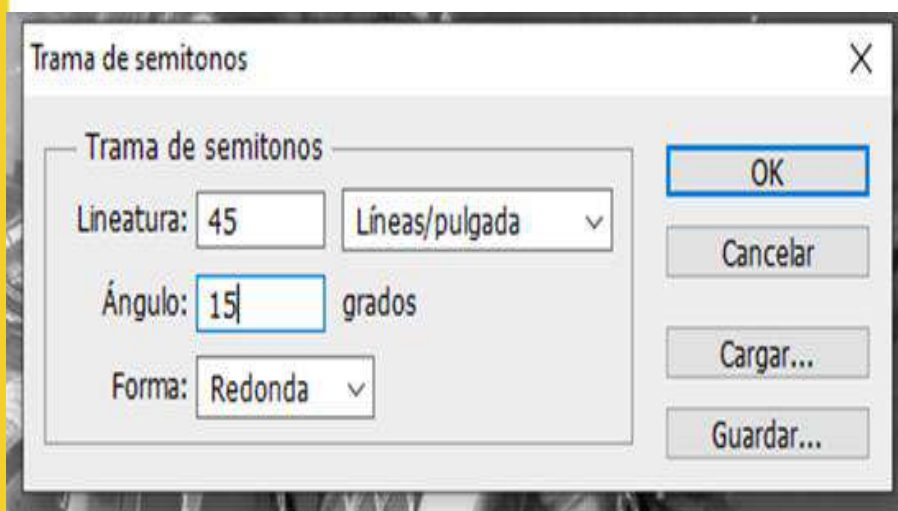 Trama de semitonos
X
Trama de semitonos
Lineatura: 45 Líneas/pulgada
Ángulo: 15 grados
Forma: Redonda
OK
Cancelar
Cargar...
Guardar...